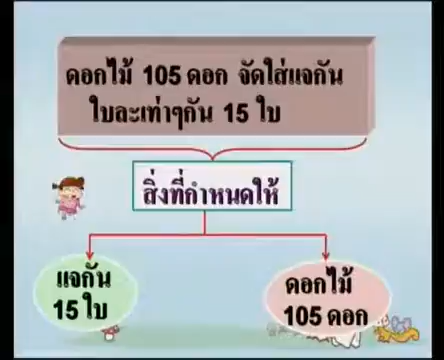 ดอกไม้ 105 ดอก จัดใส่แจกัน
ใบละเท่าๆกัน 15 ใบ
สิ่งที่กำหนดให้
แจกัน
15 ใบ
ดอกไม้
105 ดอก